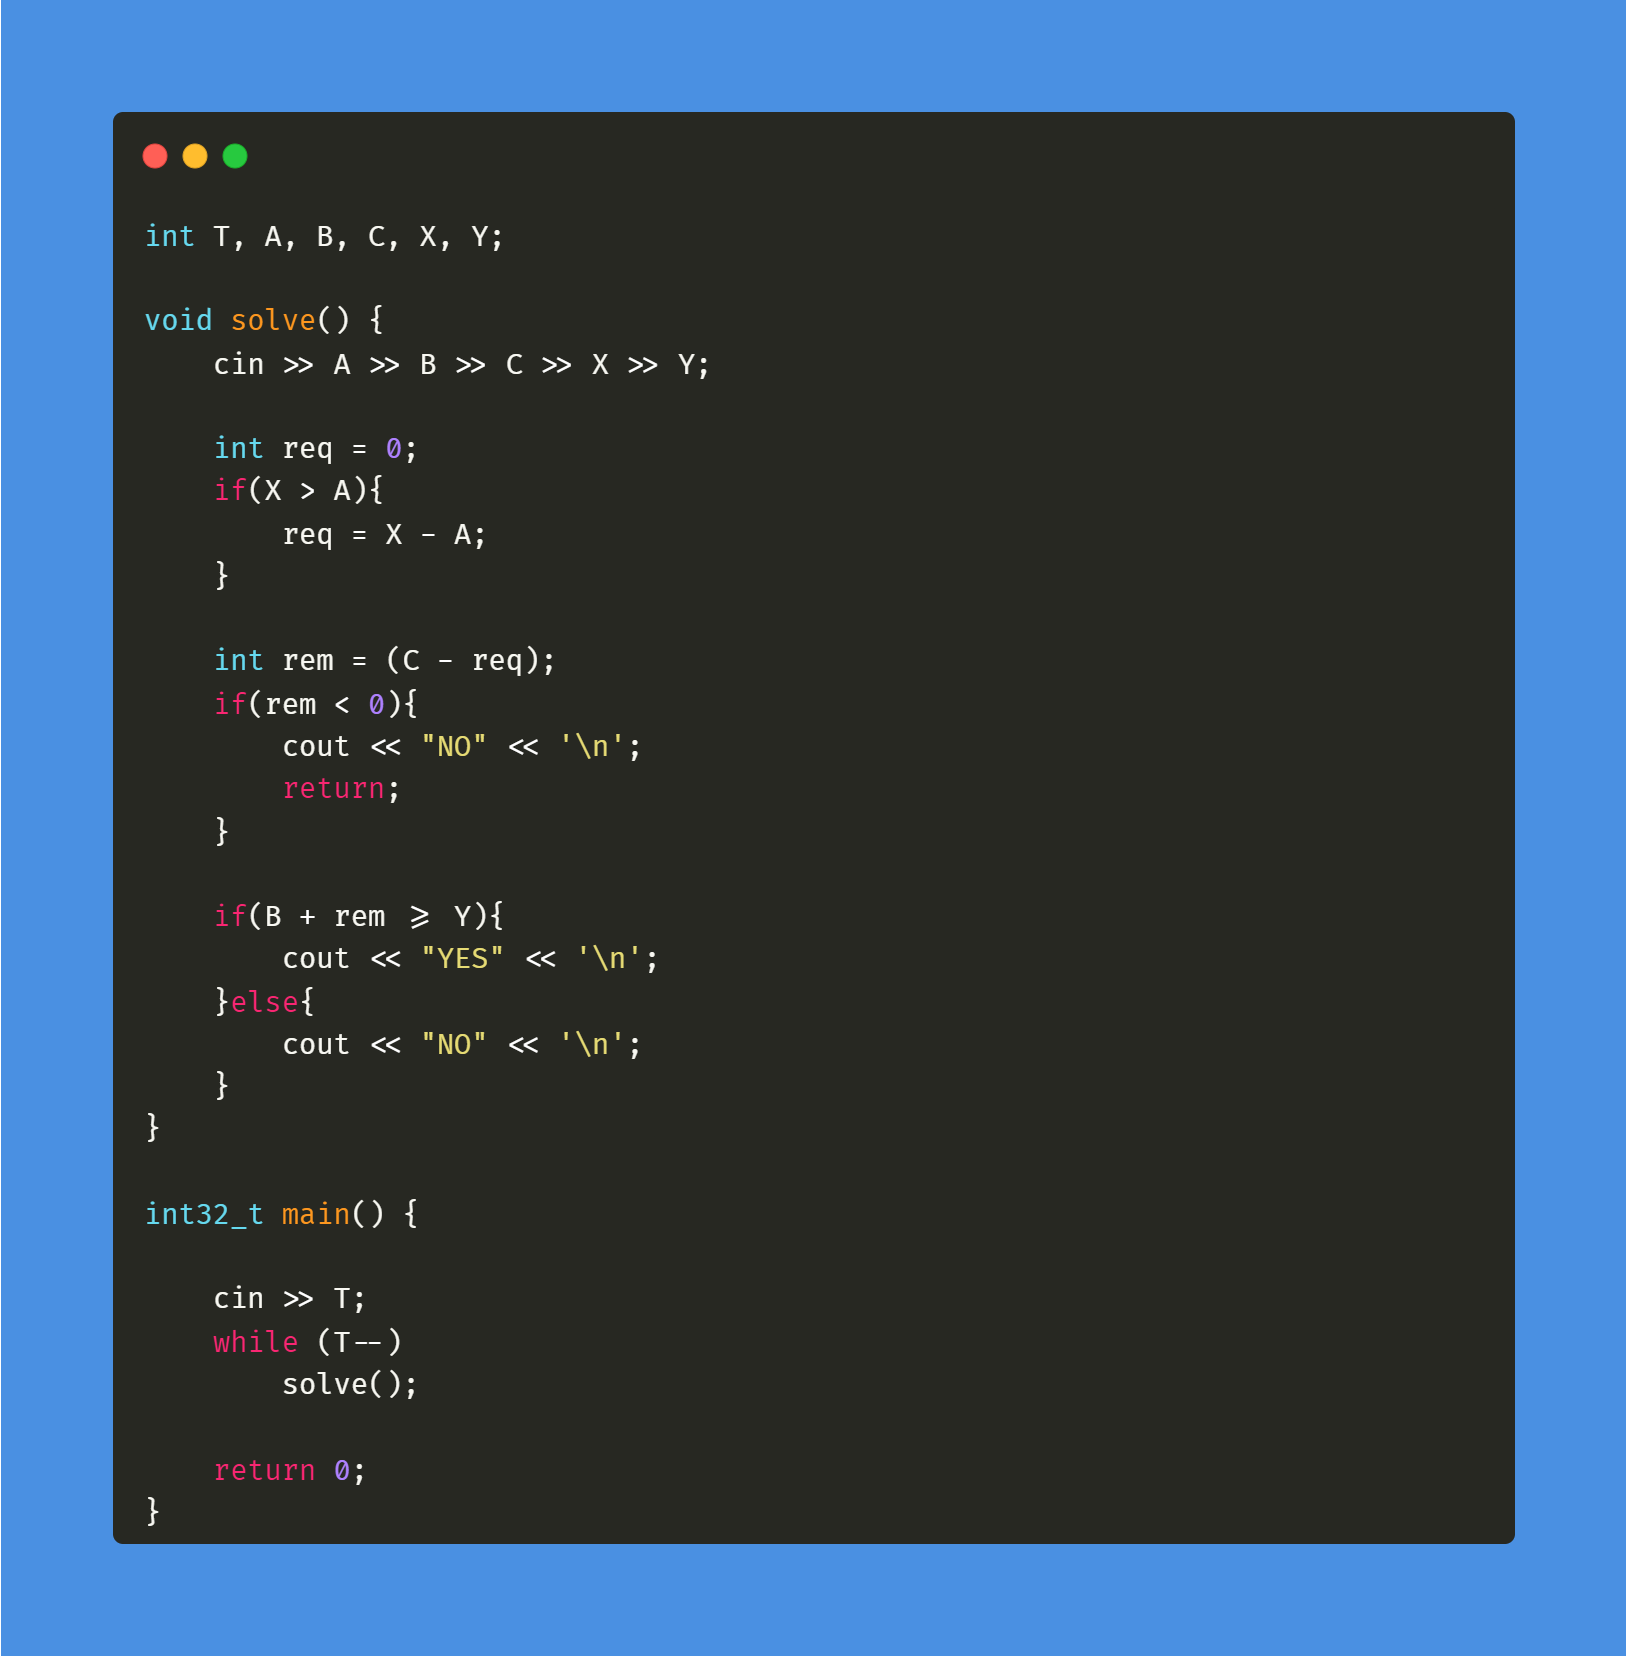 int T, A, B, C, X, Y;
void solve() {
    cin >> A >> B >> C >> X >> Y;
    int req = 0;
    if(X > A){
        req = X - A;
    }
    int rem = (C - req);
    if(rem < 0){
        cout << "NO" << '\n';
        return;
    }
    if(B + rem >= Y){
        cout << "YES" << '\n';
    }else{
        cout << "NO" << '\n';
    }
}
int32_t main() {
    cin >> T;
    while (T--)
        solve();
    return 0;
}